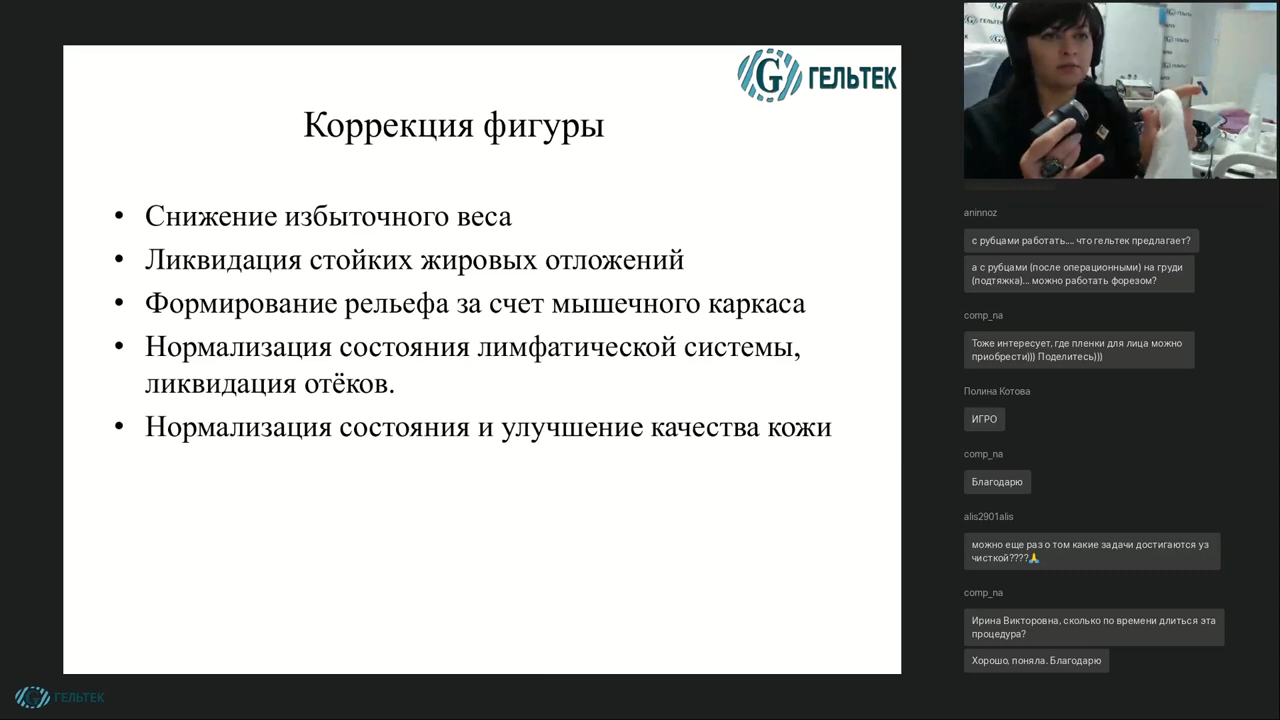 ГЕЛЬТЕК
Коррекция фигуры
• Снижение избыточного веса
• Ликвидация стойких жировых отложений
• Формирование рельефа за счет мышечного каркаса
• Нормализация состояния лимфатической системы,
ликвидация отёков.
• Нормализация состояния и улучшение качества кожи
ГЕЛЬТЕК
aninnoz
с рубцами работать.... что гельтек предлагает?
а с рубцами (после операционными) на груди
(подтяжка)... можно работать форезом?
comp_na
Тоже интересует, где пленки для лица можно
приобрести))) Поделитесь)))
Полина Котова
ИГРО
comp_na
Благодарю
alis2901alis
можно еще раз о том какие задачи достигаются уз
чисткой????🙏
comp_na
Ирина Викторовна, сколько по времени длиться эта
процедура?
Хорошо, поняла. Благодарю